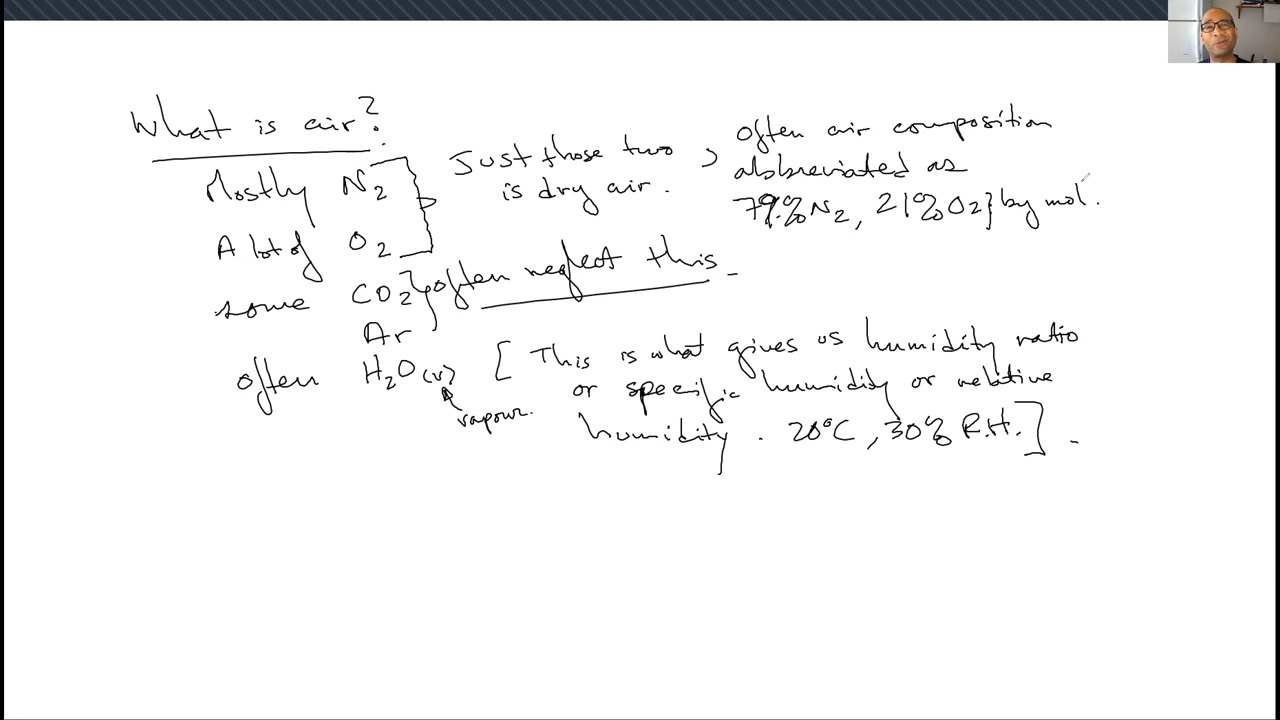 What is air?
Mostly N2
A lot of O2
some CO2
Ar
often H2O(v)
vapour.
Just those two
is dry air.
often air composition
abbreviated as
79% N2, 21% O2} by mol.
often neglect this.
[This is what gives us humidity ratio
or specific humidity or relative
humidity. 20°C, 30% R.H.].